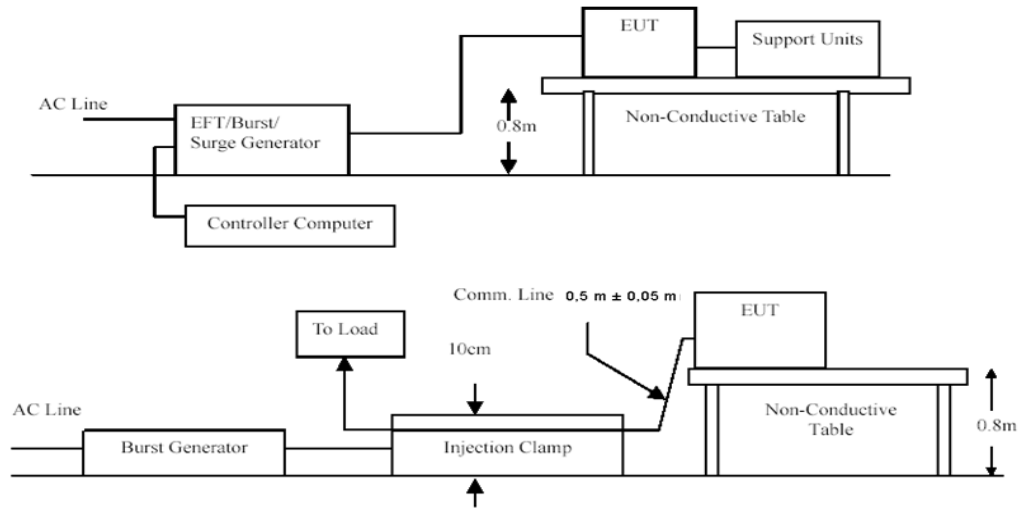 EUT
Support Units
AC Line
EFT/Burst/
Surge Generator
0.8m
Non-Conductive Table
Controller Computer
Comm. Line 0,5 m ± 0,05 m
EUT
To Load
10cm
AC Line
Non-Conductive
Table
0.8m
Burst Generator
Injection Clamp